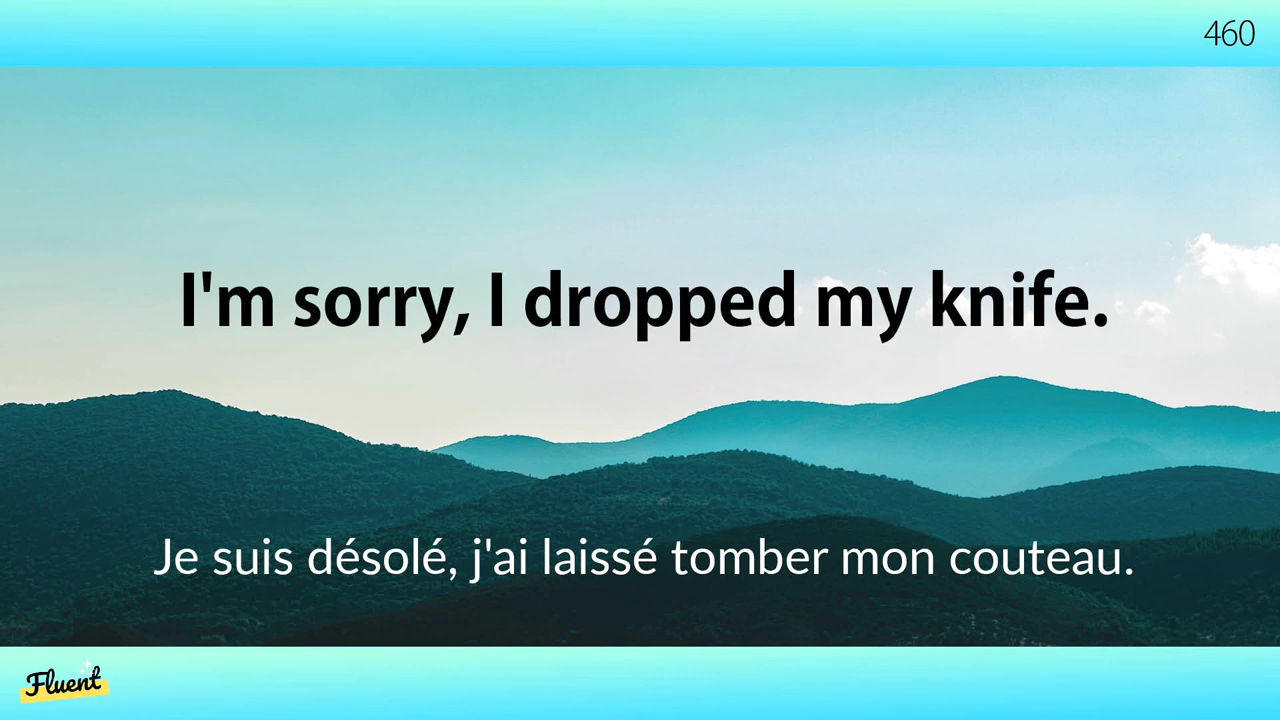 460
I'm sorry, I dropped my knife.
Je suis désolé, j'ai laissé tomber mon couteau.
Fluent